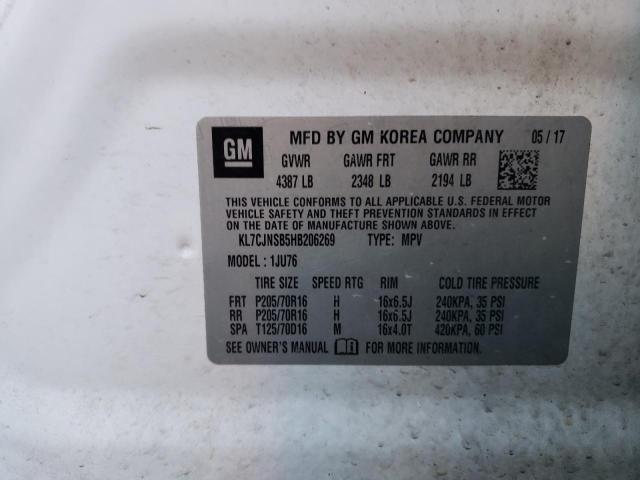 GM MFD BY GM KOREA COMPANY 05 / 17
GVWR GAWR FRT GAWR RR
4387 LB 2348 LB 2194 LB
THIS VEHICLE CONFORMS TO ALL APPLICABLE U.S. FEDERAL MOTOR
VEHICLE SAFETY AND THEFT PREVENTION STANDARDS IN EFFECT
ON THE DATE OF MANUFACTURE SHOWN ABOVE.
KL7CJNSB5HB206269 TYPE: MPV
MODEL : 1JU76
TIRE SIZE SPEED RTG RIM COLD TIRE PRESSURE
FRT P205/70R16 H 16x6.5J 240KPA, 35 PSI
RR P205/70R16 H 16x6.5J 240KPA, 35 PSI
SPA T125/70D16 M 16x4.0T 420KPA, 60 PSI
SEE OWNER'S MANUAL FOR MORE INFORMATION.